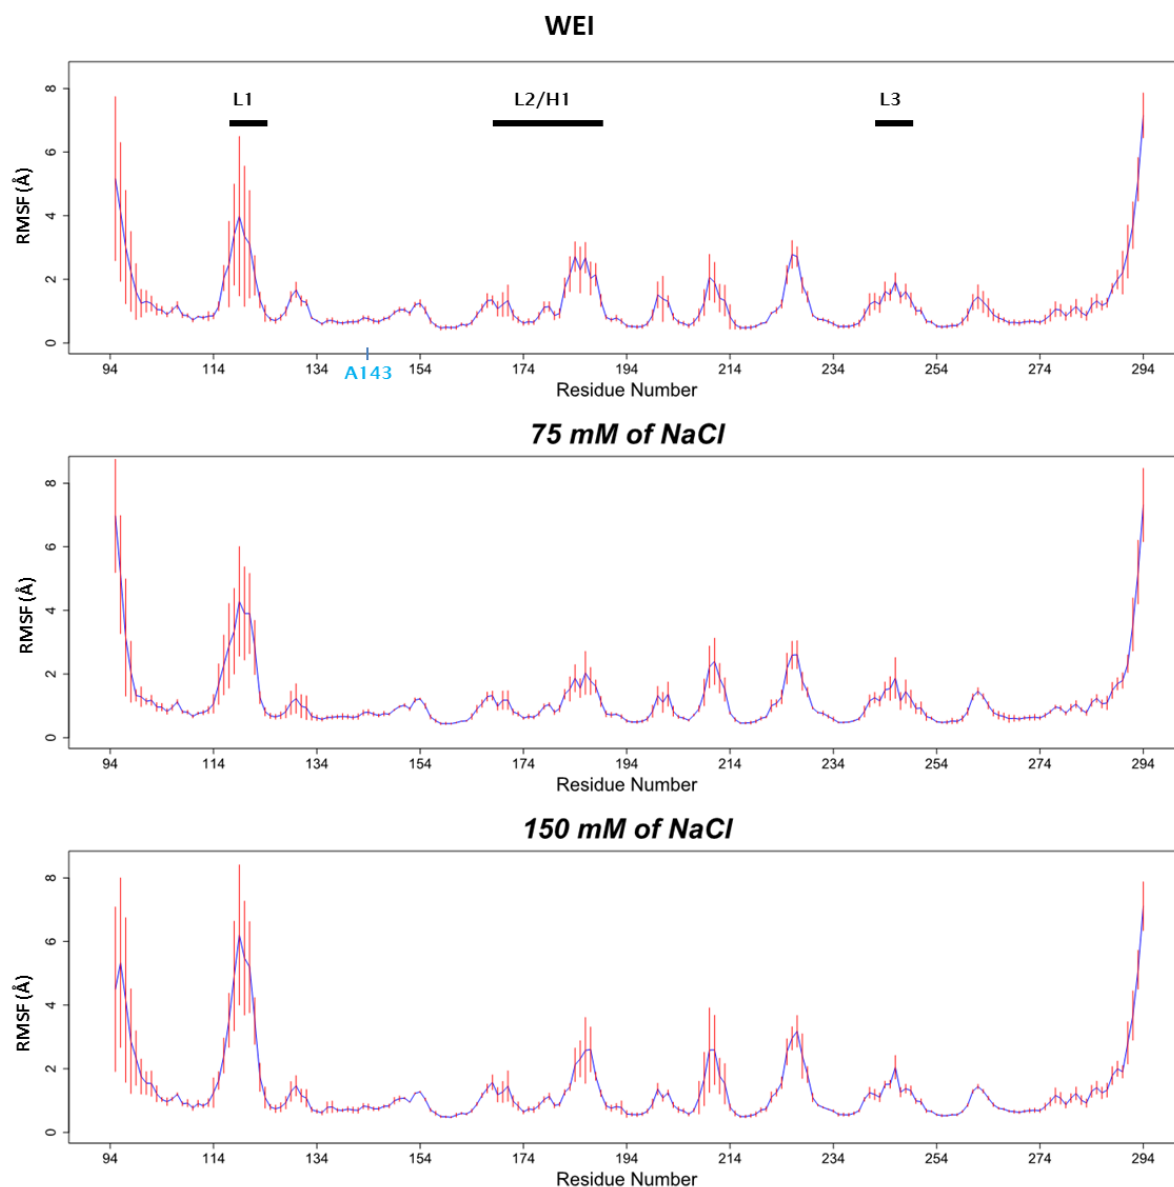 WEI
RMSF (Å)
8
6
4
2
0
L1
L2/H1
L3
94 114 134 154 174 194 214 234 254 274 294
A143
Residue Number
75 mM of NaCl
RMSF (Å)
8
6
4
2
0
94 114 134 154 174 194 214 234 254 274 294
Residue Number
150 mM of NaCl
RMSF (Å)
8
6
4
2
0
94 114 134 154 174 194 214 234 254 274 294
Residue Number